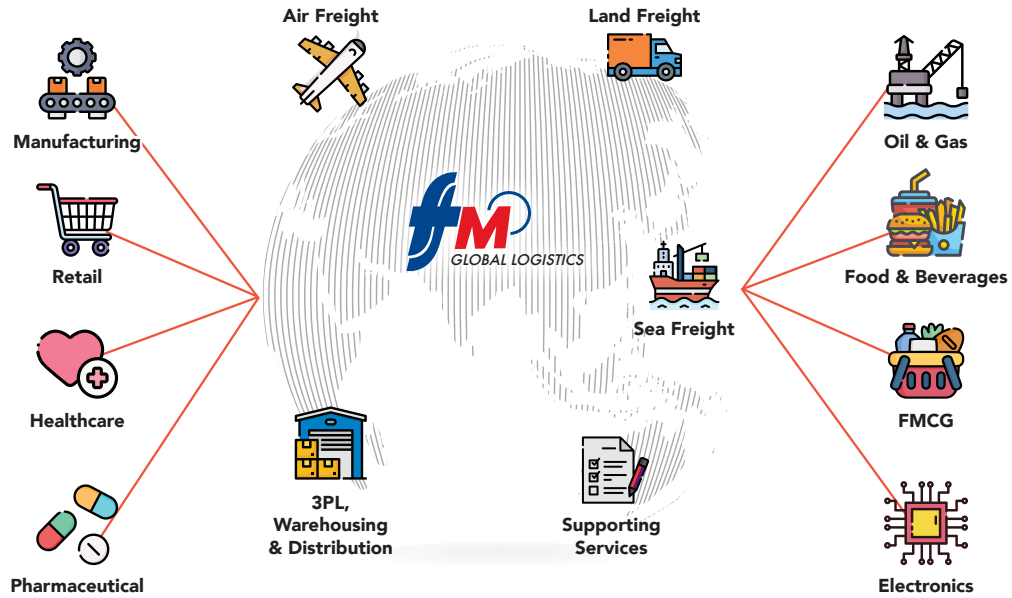 Air Freight
Land Freight
Manufacturing
Oil & Gas
fM
GLOBAL LOGISTICS
Retail
Food & Beverages
Sea Freight
Healthcare
FMCG
3PL,
Warehousing
& Distribution
Supporting
Services
Pharmaceutical
Electronics